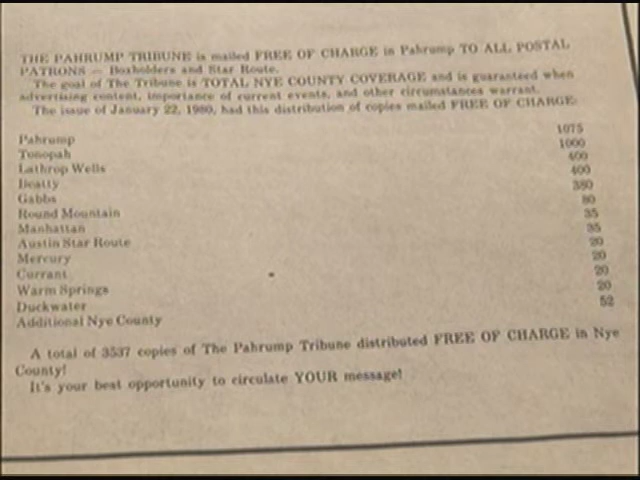 THE PAHRUMP TRIBUNE is mailed FREE OF CHARGE in Pahrump TO ALL POSTAL
PATRONS — Boxholders and Star Route.
The goal of The Tribune is TOTAL NYE COUNTY COVERAGE and is guaranteed when
advertising content, importance of current events, and other circumstances warrant.
The issue of January 22, 1980, had this distribution of copies mailed FREE OF CHARGE:
Pahrump 1075
Tonopah 1000
Lathrop Wells 400
Beatty 400
Gabbs 380
Round Mountain 80
Manhattan 35
Austin Star Route 35
Mercury 20
Currant 20
Warm Springs 20
Duckwater 20
Additional Nye County 52
A total of 3537 copies of The Pahrump Tribune distributed FREE OF CHARGE in Nye
County!
It's your best opportunity to circulate YOUR message!